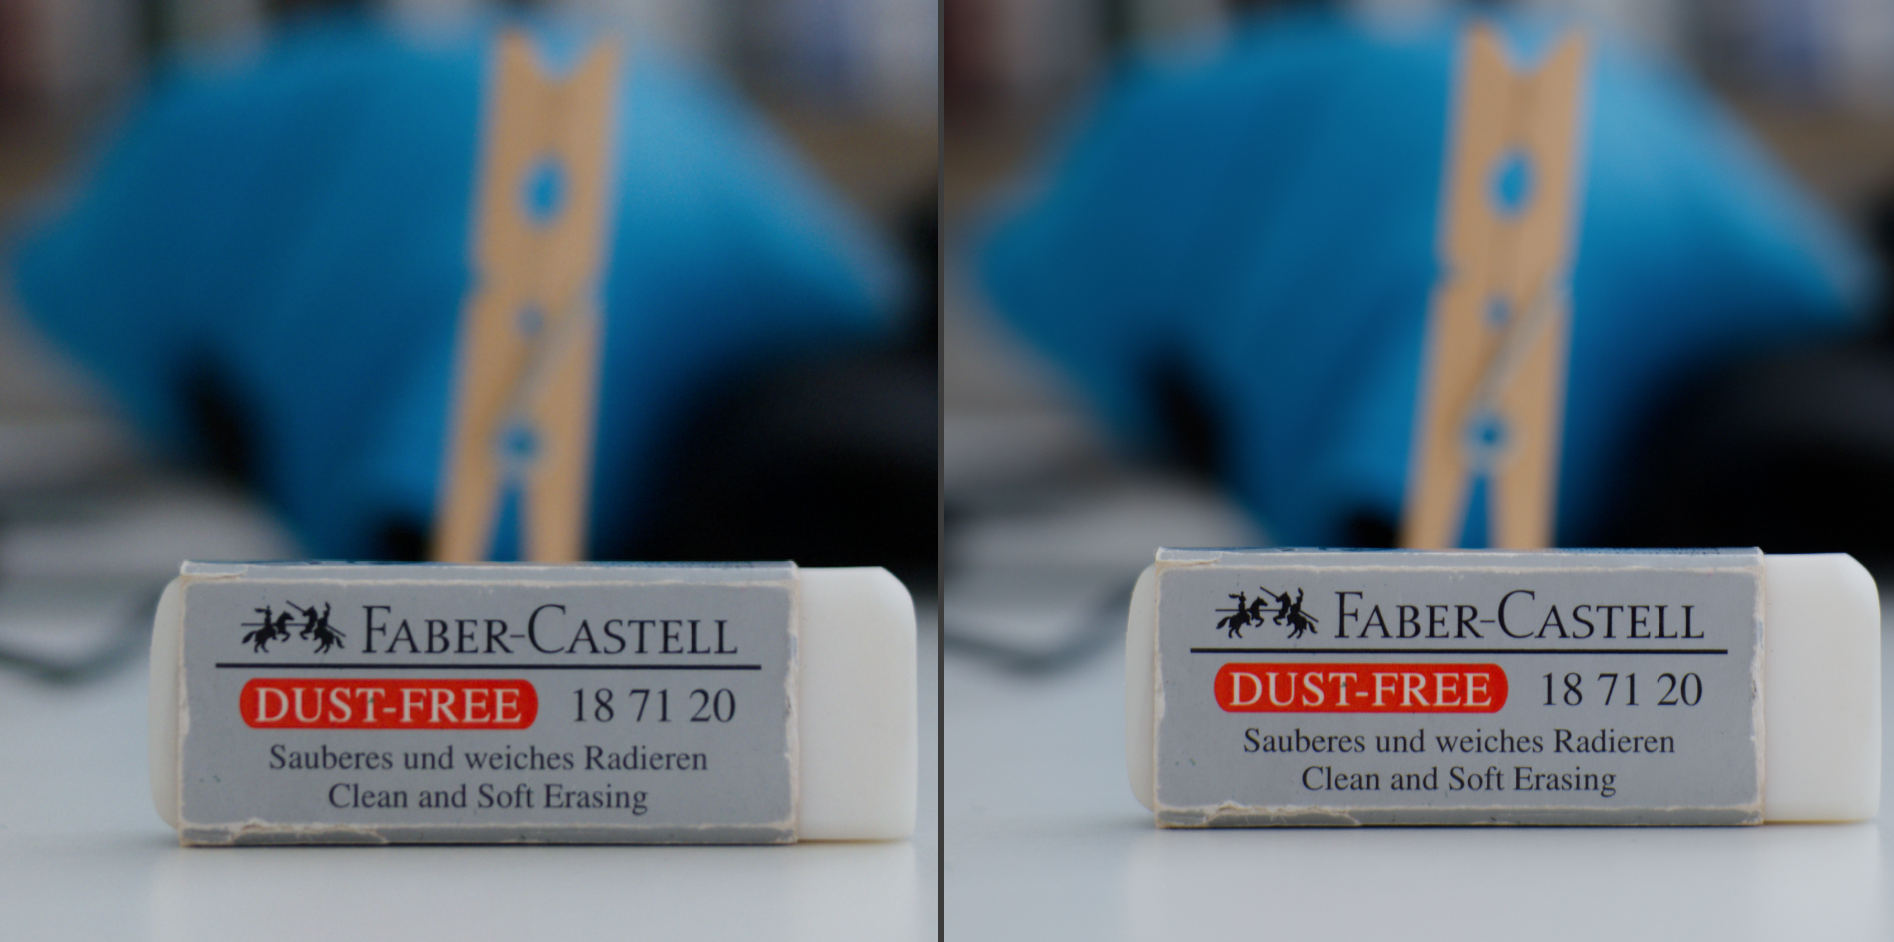 FABER-CASTELL
DUST-FREE 18 71 20
Sauberes und weiches Radieren
Clean and Soft Erasing
FABER-CASTELL
DUST-FREE 18 71 20
Sauberes und weiches Radieren
Clean and Soft Erasing